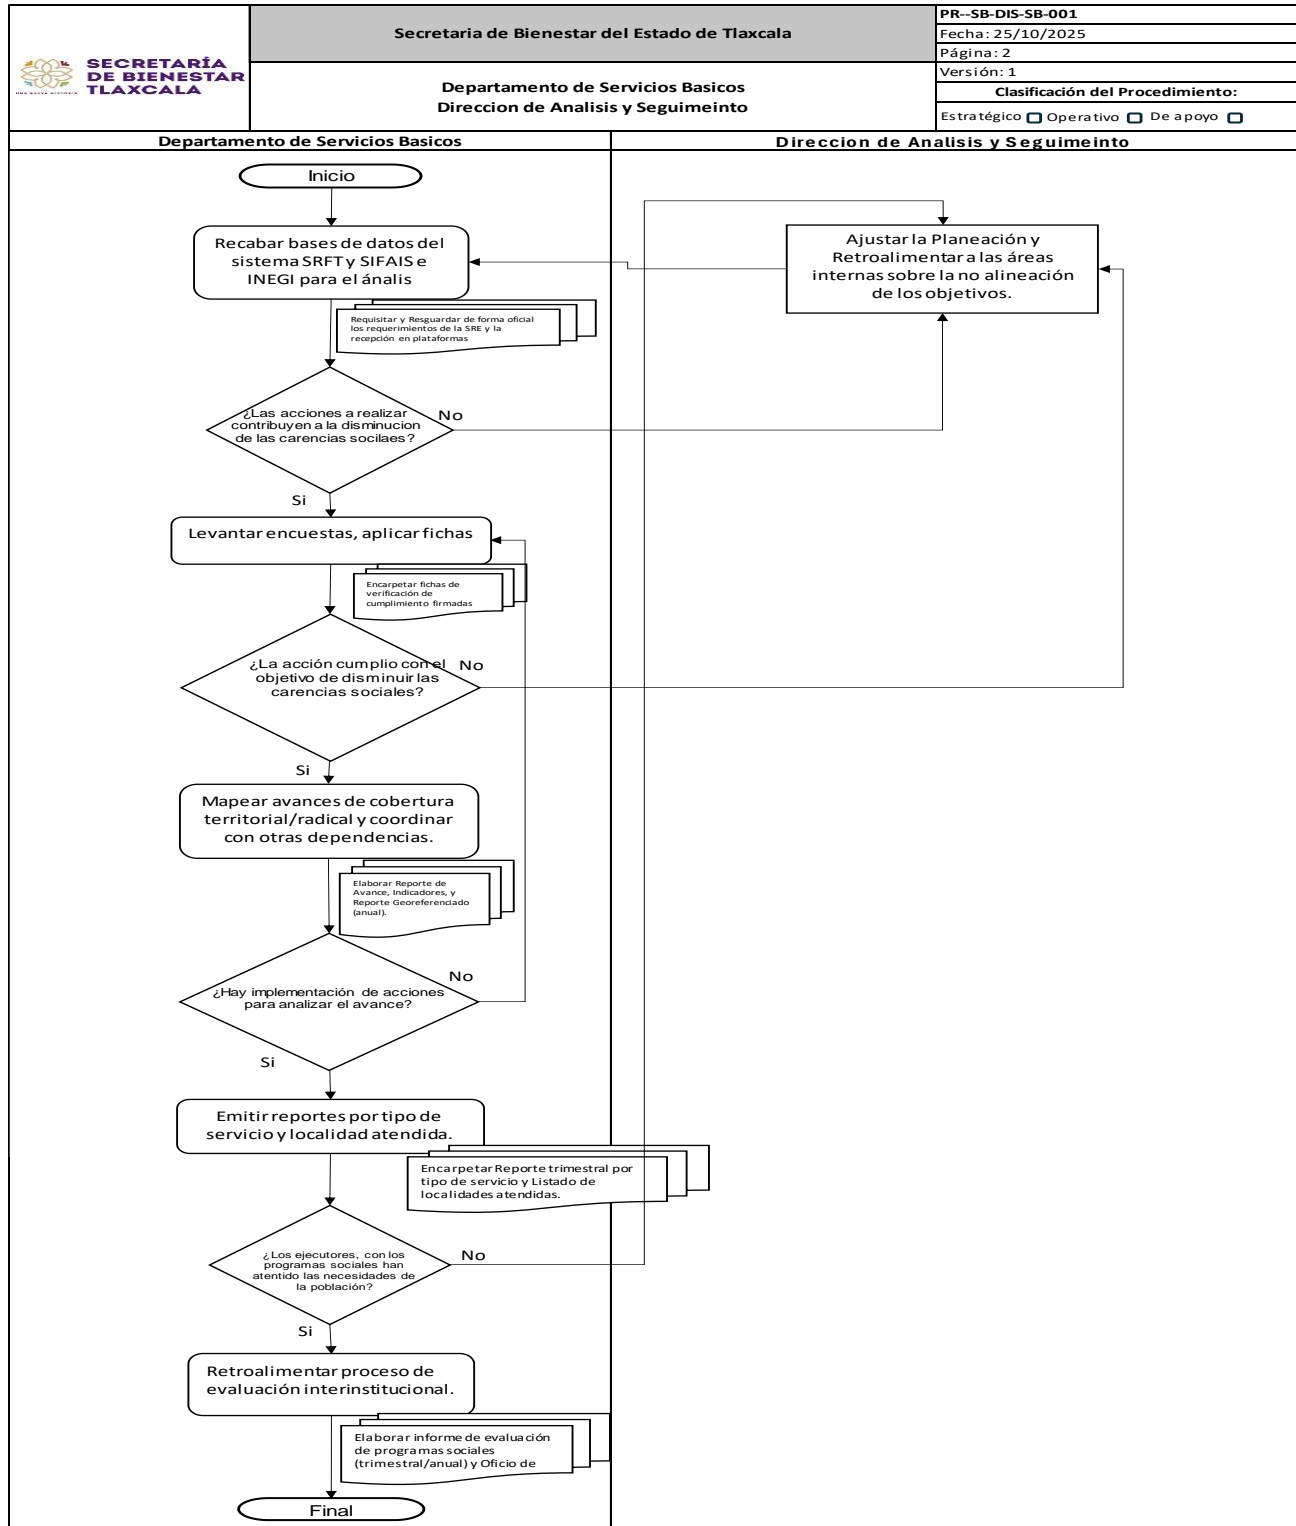 SECRETARÍA
DE BIENESTAR
TLAXCALA
UNA NUEVA HISTORIA
Secretaria de Bienestar del Estado de Tlaxcala
Departamento de Servicios Basicos
Direccion de Analisis y Seguimeinto
PR--SB-DIS-SB-001
Fecha: 25/10/2025
Página: 2
Versión: 1
Clasificación del Procedimiento:
Estratégico Operativo De apoyo
Departamento de Servicios Basicos
Direccion de Analisis y Seguimeinto
Inicio
Recabar bases de datos del
sistema SRFT y SIFAIS e
INEGI para el ánalis
Ajustar la Planeación y
Retroalimentar a las áreas
internas sobre la no alineación
de los objetivos.
Requisitar y Resguardar de forma oficial
los requerimientos de la SRE y la
recepción en plataformas
¿Las acciones a realizar
contribuyen a la disminucion
de las carencias socilaes?
No
Si
Levantar encuestas, aplicar fichas
Encarpetar fichas de
verificación de
cumplimiento firmadas
¿La acción cumplio con el
objetivo de disminuir las
carencias sociales?
No
Si
Mapear avances de cobertura
territorial/radical y coordinar
con otras dependencias.
Elaborar Reporte de
Avance, Indicadores, y
Reporte Georeferenciado
(anual).
¿Hay implementación de acciones
para analizar el avance?
No
Si
Emitir reportes por tipo de
servicio y localidad atendida.
Encarpetar Reporte trimestral por
tipo de servicio y Listado de
localidades atendidas.
¿Los ejecutores, con los
programas sociales han
atentido las necesidades de
la población?
No
Si
Retroalimentar proceso de
evaluación interinstitucional.
Elaborar informe de evaluación
de programas sociales
(trimestral/anual) y Oficio de
Final